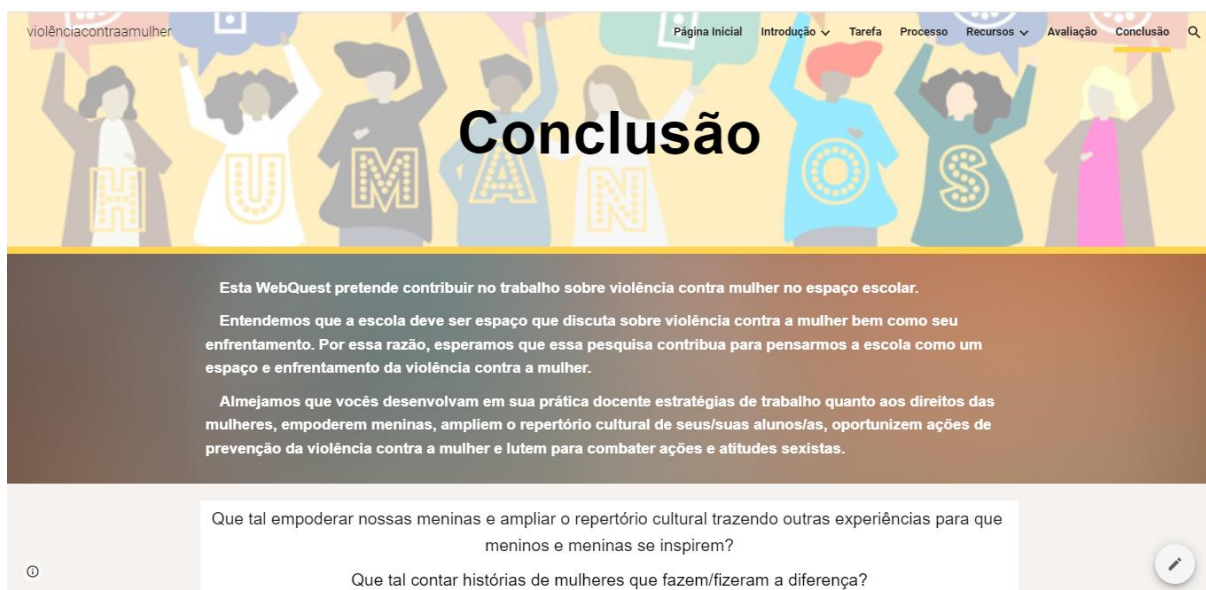 violênciacontraamulher
Página Inicial Introdução Tarefa Processo Recursos Avaliação Conclusão
Conclusão
H U M A N O S
Esta WebQuest pretende contribuir no trabalho sobre violência contra mulher no espaço escolar.
Entendemos que a escola deve ser espaço que discuta sobre violência contra a mulher bem como seu
enfrentamento. Por essa razão, esperamos que essa pesquisa contribua para pensarmos a escola como um
espaço e enfrentamento da violência contra a mulher.
Almejamos que vocês desenvolvam em sua prática docente estratégias de trabalho quanto aos direitos das
mulheres, empoderem meninas, ampliem o repertório cultural de seus/suas alunos/as, oportunizem ações de
prevenção da violência contra a mulher e lutem para combater ações e atitudes sexistas.
Que tal empoderar nossas meninas e ampliar o repertório cultural trazendo outras experiências para que
meninos e meninas se inspirem?
Que tal contar histórias de mulheres que fazem/fizeram a diferença?